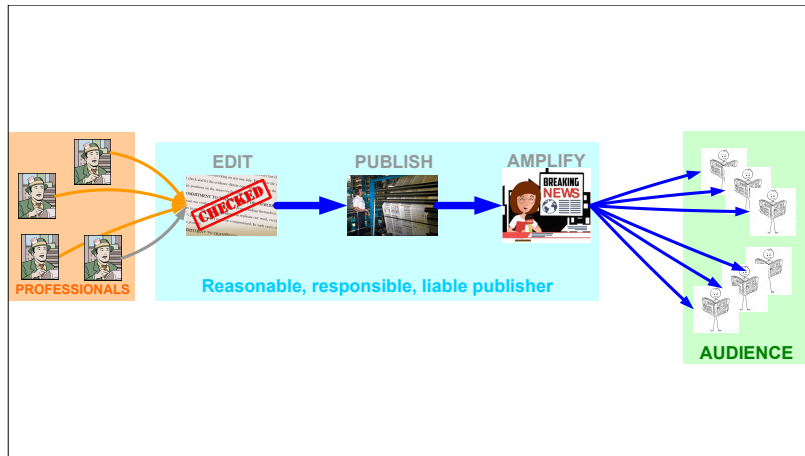 EDIT
PUBLISH
AMPLIFY
CHECKED
BREAKING
NEWS
PROFESSIONALS
Reasonable, responsible, liable publisher
AUDIENCE